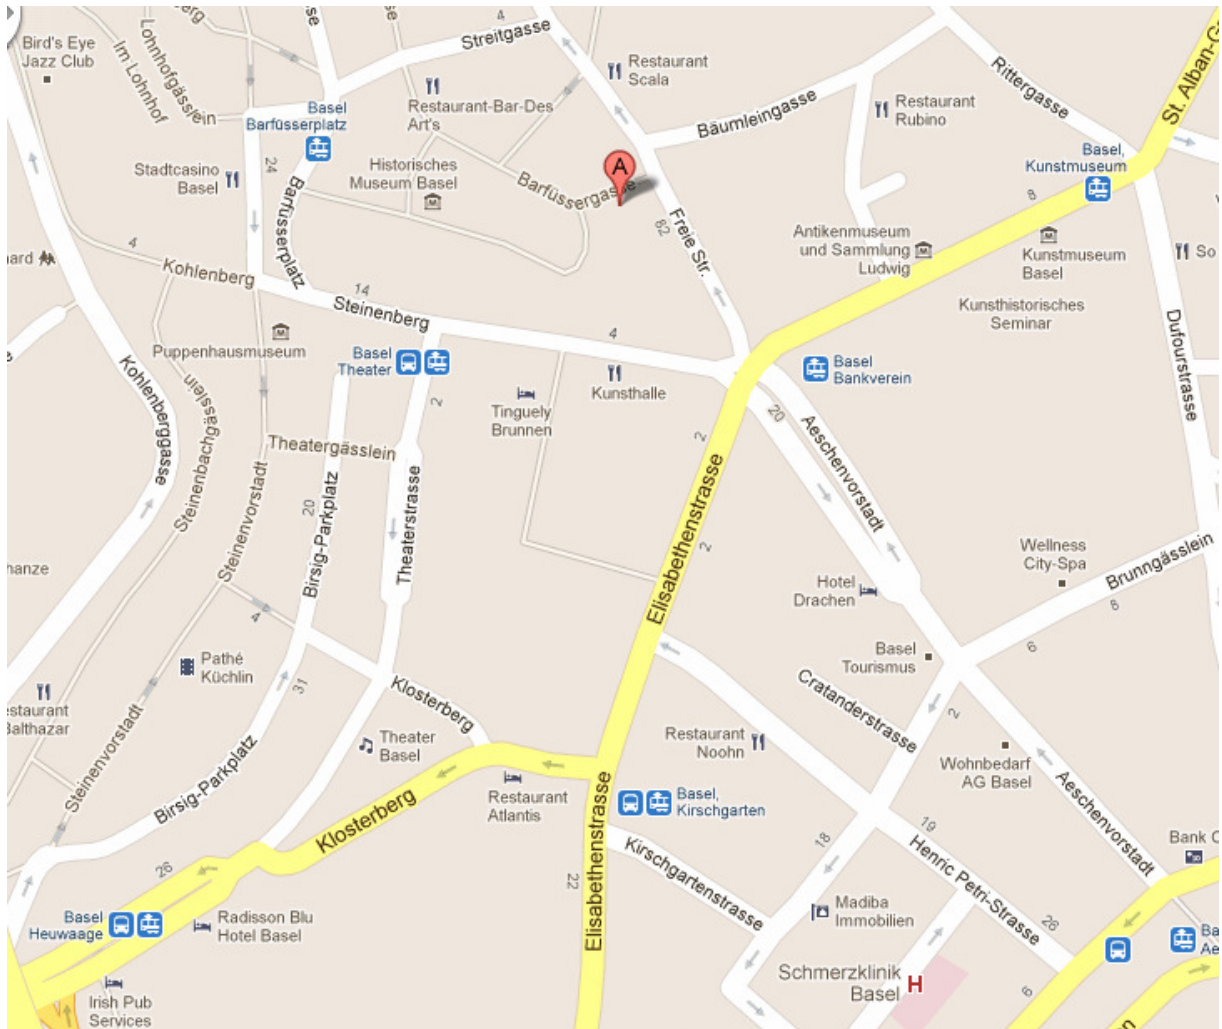 Bird's Eye
Jazz Club
Lohnhofgässlein
Im Lohnhof
Streitgasse
4
Restaurant
Scala
Rittergasse
St. Alban-G
Basel
Barfüsserplatz
Restaurant-Bar-Des
Art's
Bäumleingasse
Restaurant
Rubino
Stadtcasino
Basel
24
Historisches
Museum Basel
Barfüssergasse
A
Basel,
Kunstmuseum
8
Barfüsserplatz
82
Freie Str.
Antikenmuseum
und Sammlung
Ludwig
Kunstmuseum
Basel
So
4
Kohlenberg
14
Steinenberg
4
Kunsthistorisches
Seminar
Dufourstrasse
Puppenhausmuseum
Basel
Theater
Kunsthalle
Basel
Bankverein
Tinguely
Brunnen
2
20
Kohlenberggasse
Steinenbachgässlein
Theatergässlein
2
Aeschenvorstadt
Steinenvorstadt
20
Birsig-Parkplatz
Theaterstrasse
Elisabethenstrasse
2
Wellness
City-Spa
Brunngässlein
8
6
hanze
Hotel
Drachen
4
Basel
Tourismus
Pathé
Küchlin
31
Klosterberg
Cratanderstrasse
2
Restaurant
Noohn
Theater
Basel
Wohnbedarf
AG Basel
Aeschenvorstadt
estaurant
Balthazar
Steinenvorstadt
Birsig-Parkplatz
Restaurant
Atlantis
Basel,
Kirschgarten
Klosterberg
Elisabethenstrasse
22
Kirschgartenstrasse
18
19
Henric Petri-Strasse
26
Bank C
26
Basel
Heuwaage
Radisson Blu
Hotel Basel
Madiba
Immobilien
Ba
Ae
Schmerzklinik
Basel
H
6
Irish Pub
Services